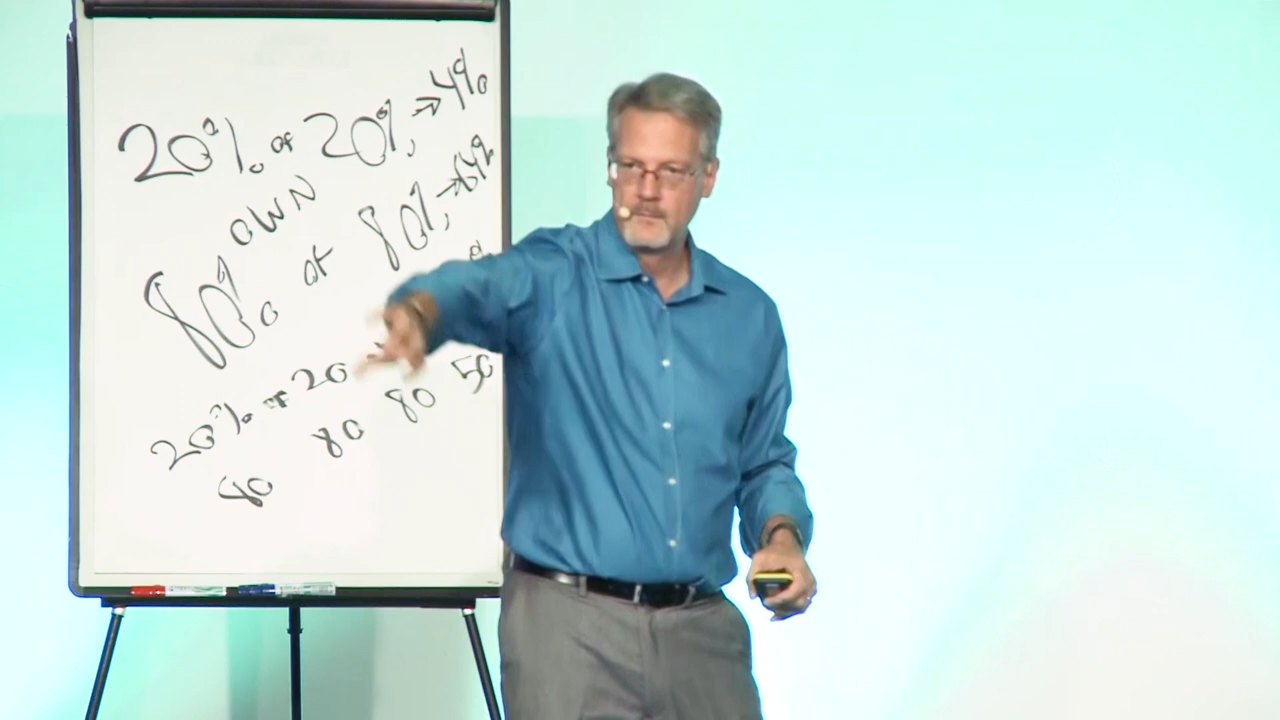 20% of 20% → 4%
OWN
80% of 80% → 64%
20% of 20
80 80 50
80